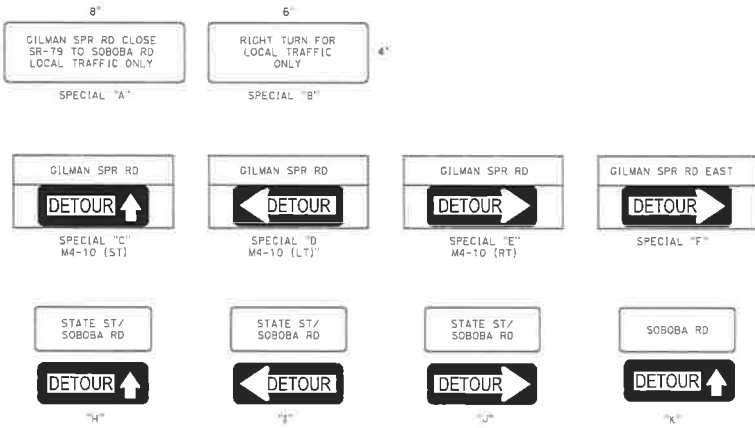 8"
6"
GILMAN SPR RD CLOSE
SR-79 TO SOBOBA RD
LOCAL TRAFFIC ONLY
RIGHT TURN FOR
LOCAL TRAFFIC
ONLY
4"
SPECIAL "A"
SPECIAL "B"
GILMAN SPR RD
DETOUR
SPECIAL "C"
M4-10 (ST)
GILMAN SPR RD
DETOUR
SPECIAL "D
M4-10 (LT)"
GILMAN SPR RD
DETOUR
SPECIAL "E"
M4-10 (RT)
GILMAN SPR RD EAST
DETOUR
SPECIAL "F"
STATE ST/
SOBOBA RD
DETOUR
"H"
STATE ST/
SOBOBA RD
DETOUR
"I"
STATE ST/
SOBOBA RD
DETOUR
"J"
SOBOBA RD
DETOUR
"K"